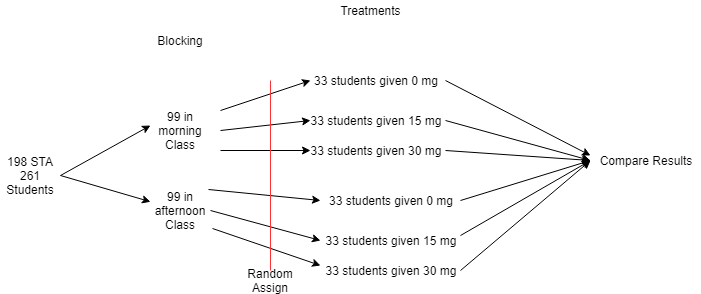 Treatments
Blocking
198 STA
261
Students
99 in
morning
Class
99 in
afternoon
Class
33 students given 0 mg
33 students given 15 mg
33 students given 30 mg
33 students given 0 mg
33 students given 15 mg
33 students given 30 mg
Random
Assign
Compare Results